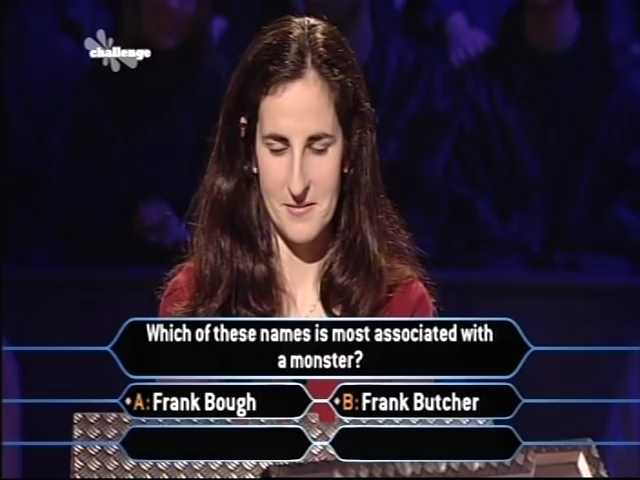 challenge
Which of these names is most associated with
a monster?
A: Frank Bough
B: Frank Butcher